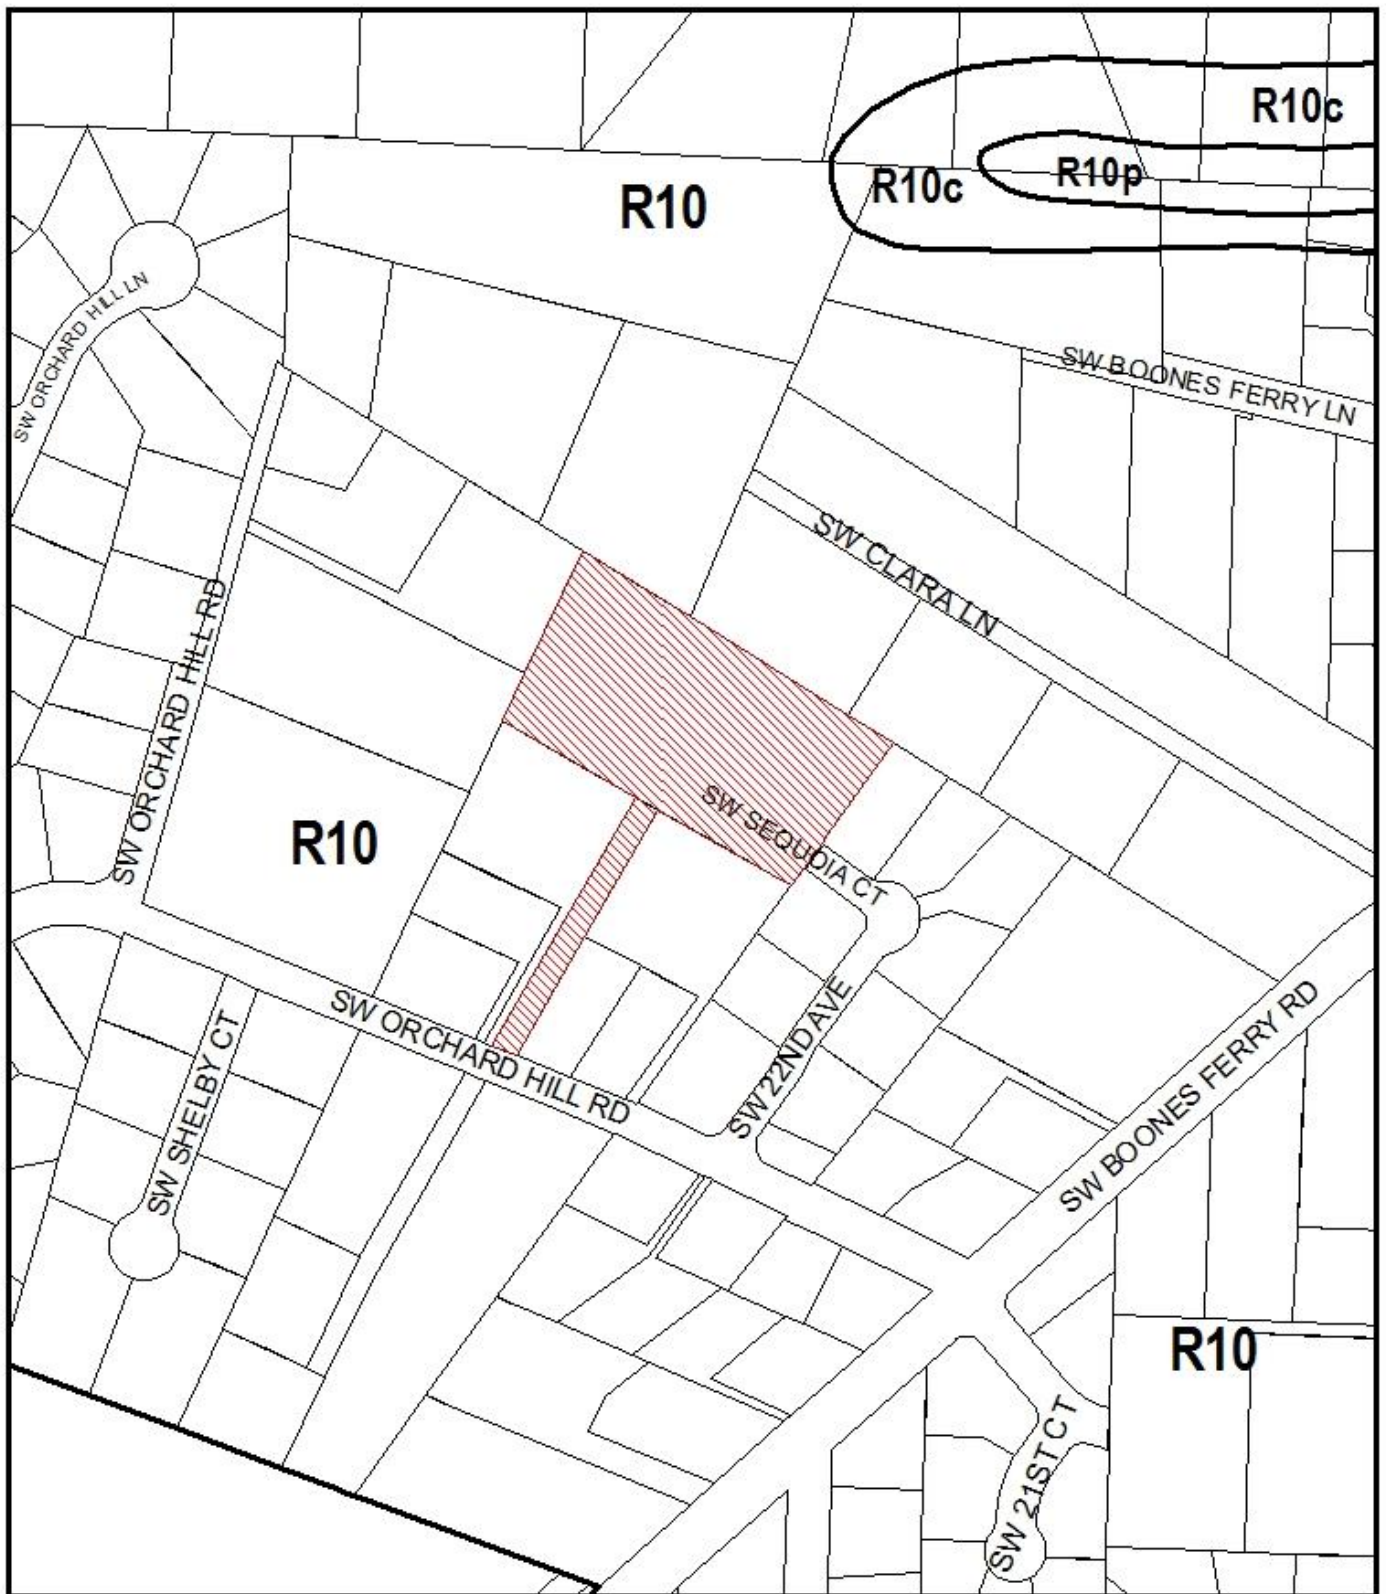 R10c
R10p
R10c
R10
SW ORCHARD HILL LN
SW BOONES FERRY LN
SW CLARA LN
SW ORCHARD HILL RD
SW SEQUOIA CT
R10
SW ORCHARD HILL RD
SW 22ND AVE
SW BOONES FERRY RD
SW SHELBY CT
R10
SW 21ST CT